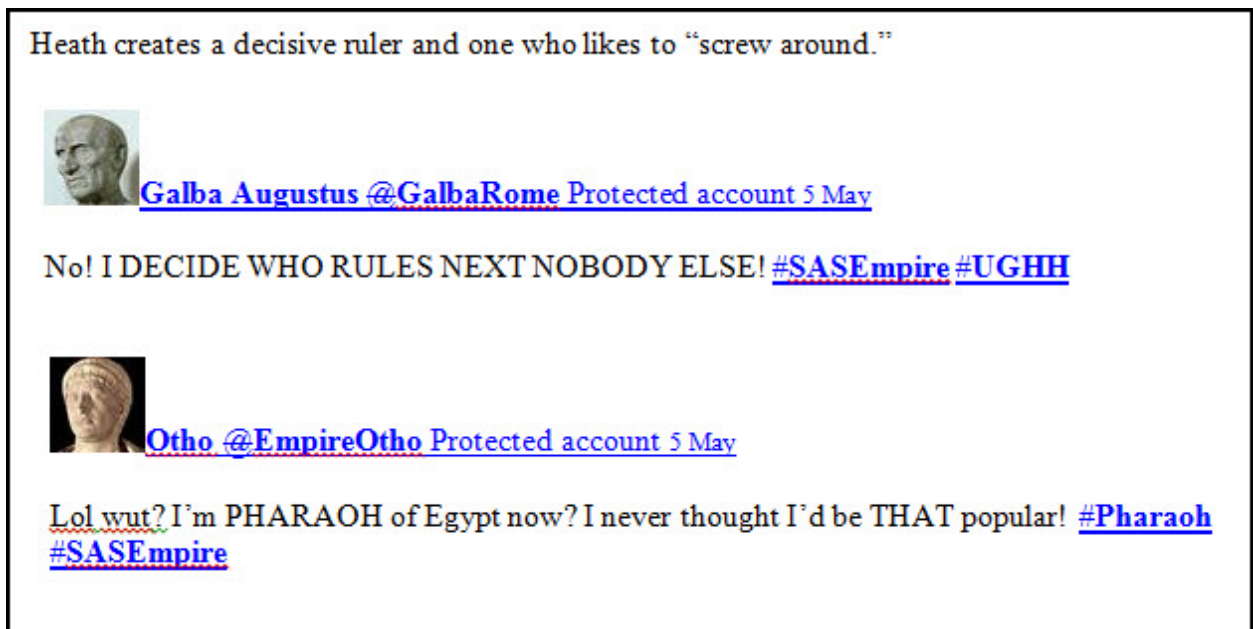 Heath creates a decisive ruler and one who likes to “screw around.”
Galba Augustus @GalbaRome Protected account 5 May
No! I DECIDE WHO RULES NEXT NOBODY ELSE! #SASEmpire #UGHH
Otho @EmpireOtho Protected account 5 May
Lol wut? I’m PHARAOH of Egypt now? I never thought I’d be THAT popular! #Pharaoh
#SASEmpire